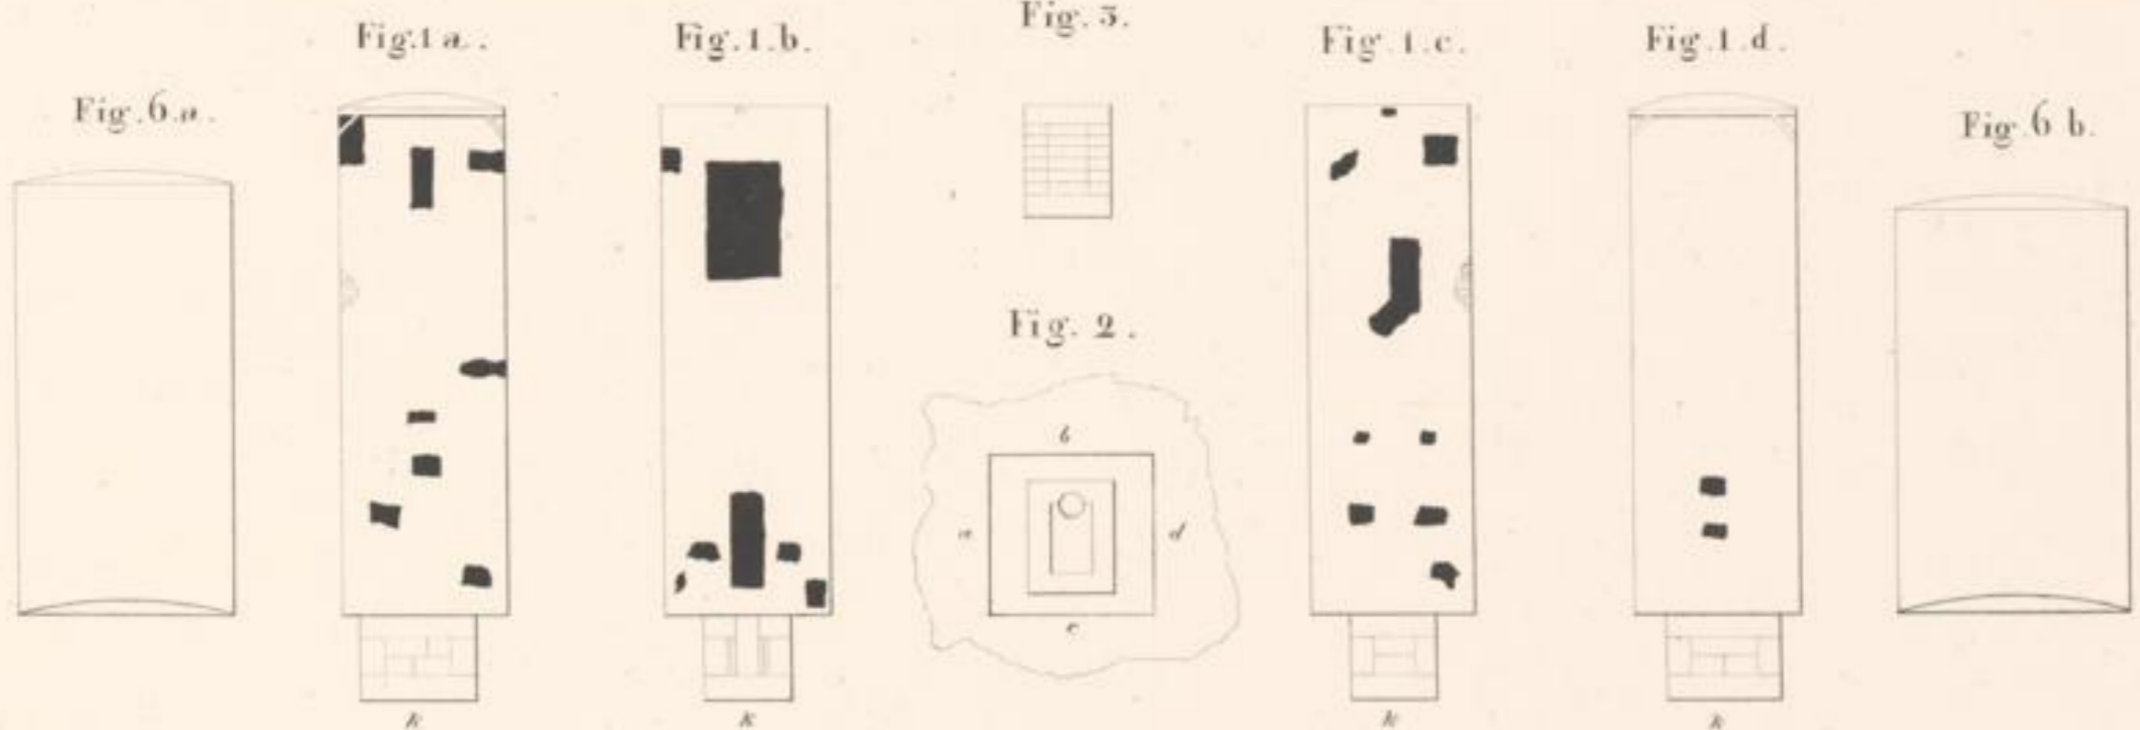 Fig. 6 a.
Fig. 1 a.
Fig. 1. b.
Fig. 3.
Fig. 1. c.
Fig. 1. d.
Fig. 6 b.
Fig. 2.
b
a
d
c
k
k
k
k